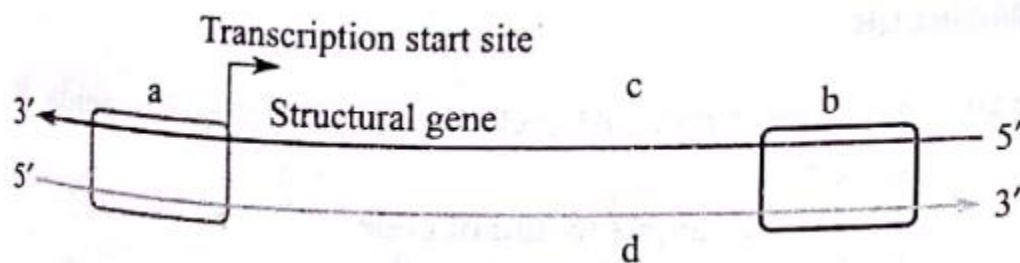 Transcription start site
a
c
b
3′
Structural gene
5′
5′
3′
d